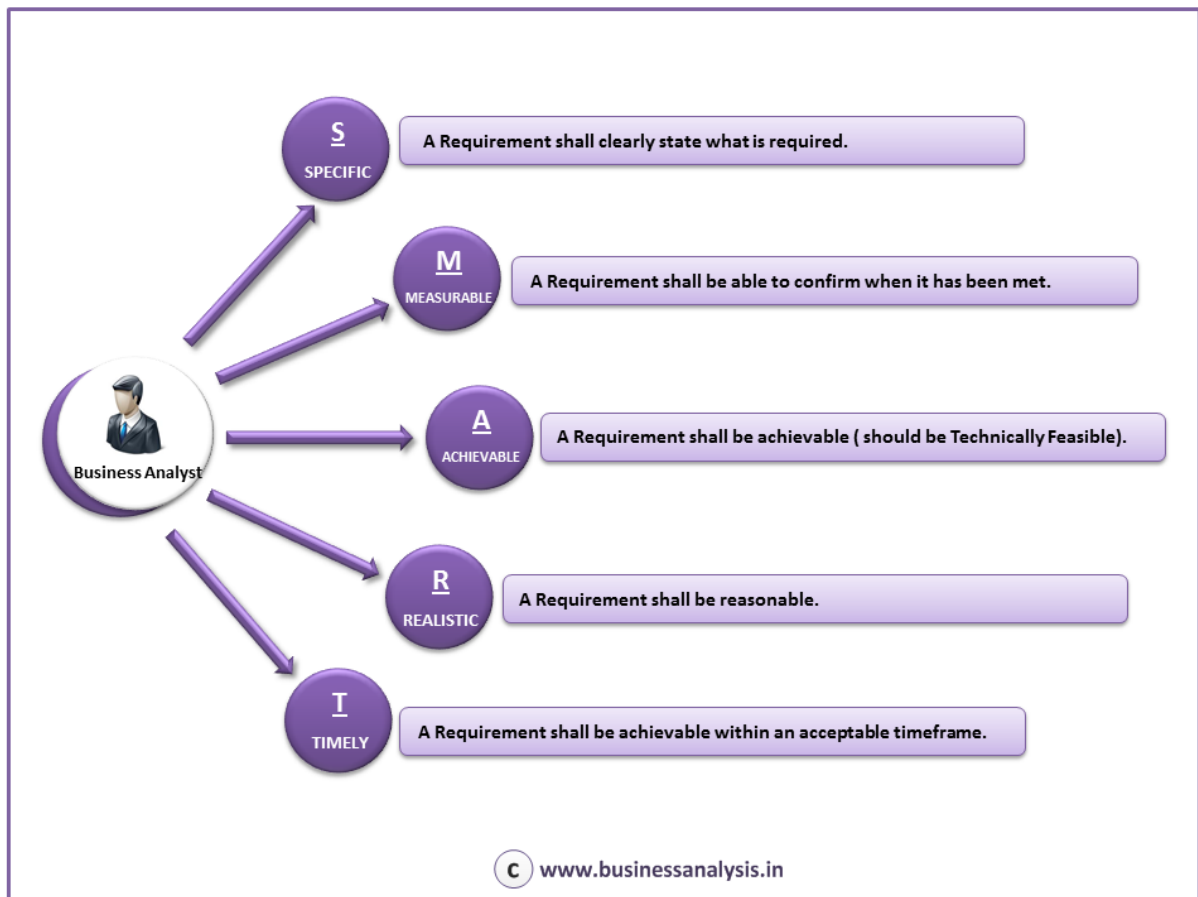 S
SPECIFIC
A Requirement shall clearly state what is required.
M
MEASURABLE
A Requirement shall be able to confirm when it has been met.
Business Analyst
A
ACHIEVABLE
A Requirement shall be achievable ( should be Technically Feasible).
R
REALISTIC
A Requirement shall be reasonable.
T
TIMELY
A Requirement shall be achievable within an acceptable timeframe.
c www.businessanalysis.in